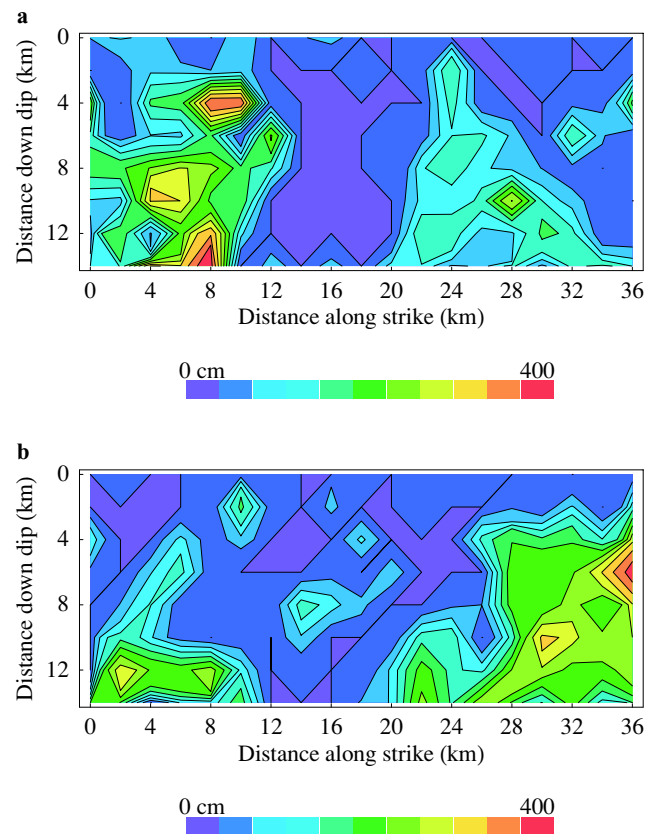 a
0
4
8
12
Distance down dip (km)
0 4 8 12 16 20 24 28 32 36
Distance along strike (km)
0 cm 400
b
0
4
8
12
Distance down dip (km)
0 4 8 12 16 20 24 28 32 36
Distance along strike (km)
0 cm 400